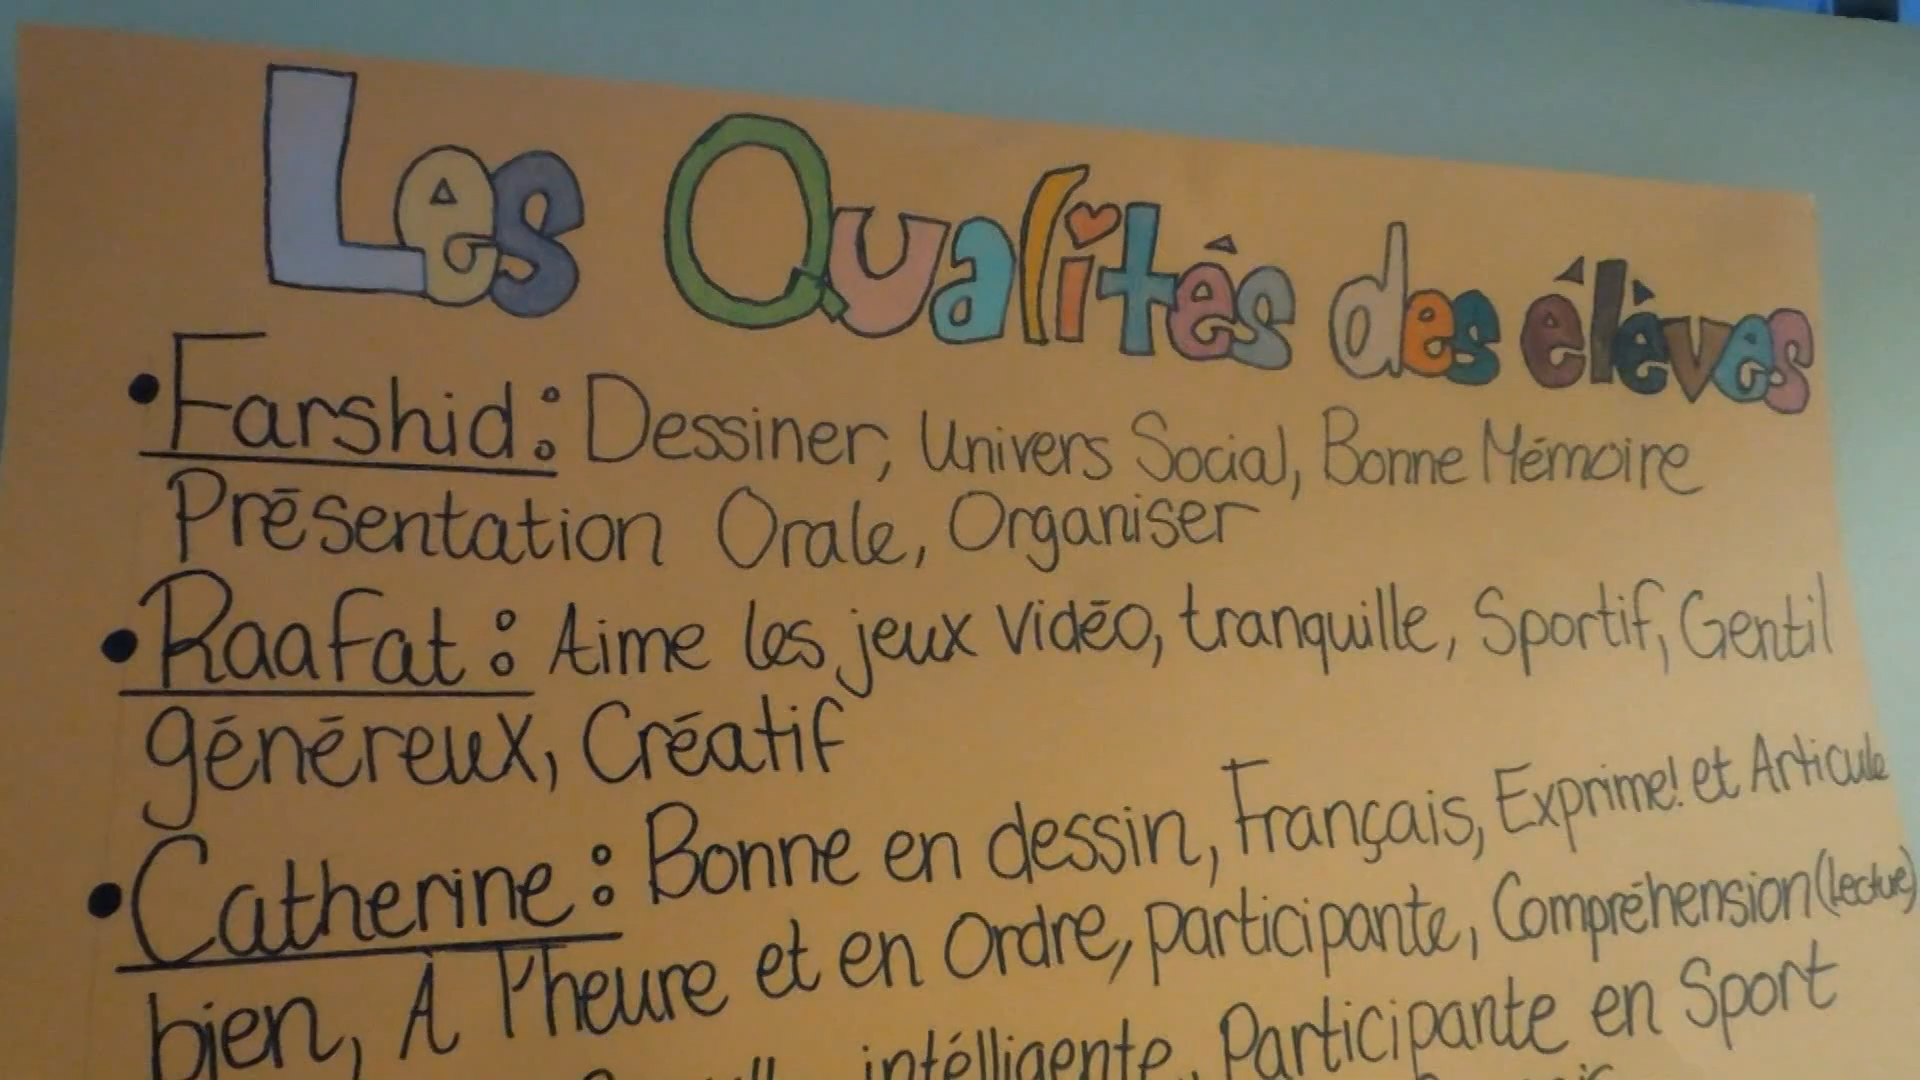 Les Qualités des élèves
• Farshid: Dessiner, Univers Social, Bonne Mémoire
Présentation Orale, Organiser
• Raafat: Aime les jeux vidéo, tranquille, Sportif, Gentil
généreux, Créatif
• Catherine: Bonne en dessin, Français, Exprime! et Articule
bien, À l'heure et en Ordre, participante, Compréhension (lecture)
intélligente, Participante en Sport